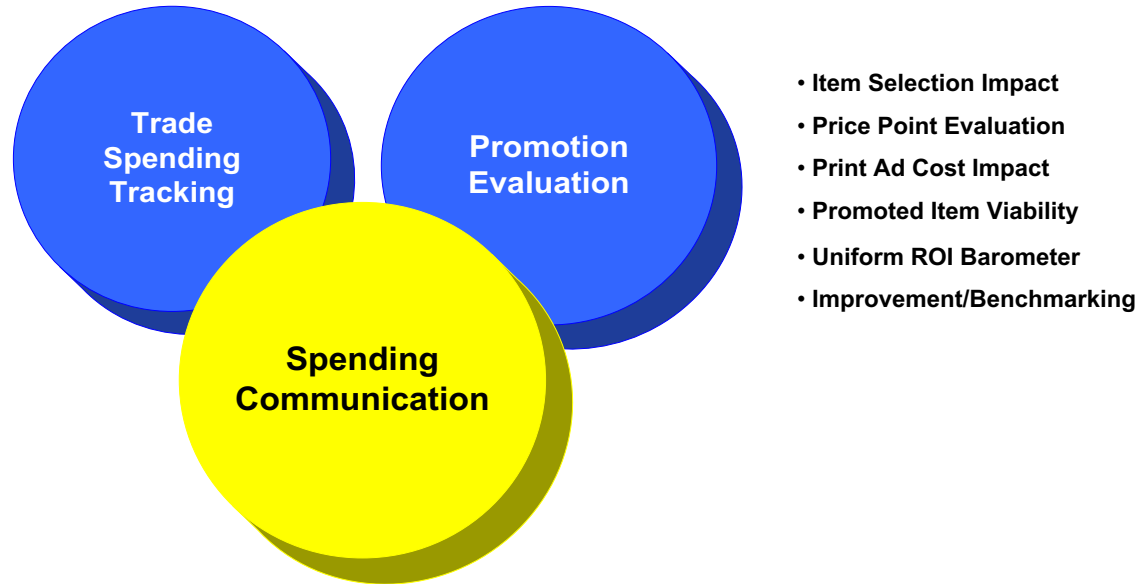 Trade
Spending
Tracking
Promotion
Evaluation
Spending
Communication
• Item Selection Impact
• Price Point Evaluation
• Print Ad Cost Impact
• Promoted Item Viability
• Uniform ROI Barometer
• Improvement/Benchmarking